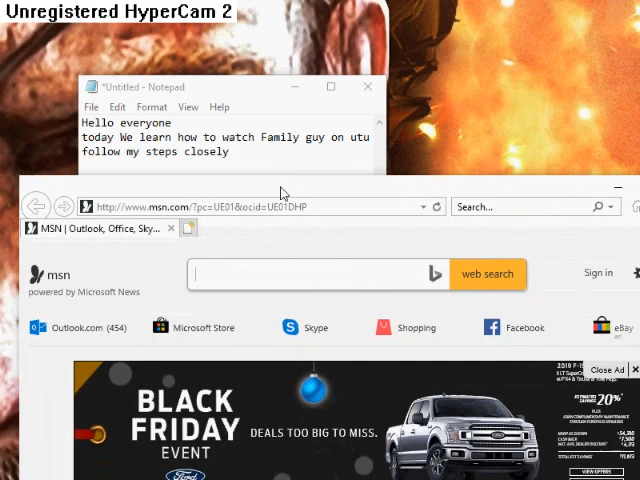 Unregistered HyperCam 2
*Untitled - Notepad
File Edit Format View Help
Hello everyone
today We learn how to watch Family guy on utu
follow my steps closely
http://www.msn.com/?pc=UE01&ocid=UE01DHP
Search...
MSN | Outlook, Office, Sky...
msn
powered by Microsoft News
web search
Sign in
Outlook.com (454)
Microsoft Store
Skype
Shopping
Facebook
eBay
Close Ad X
BLACK
FRIDAY
EVENT
DEALS TOO BIG TO MISS.
Ford
20%
VIEW OFFERS